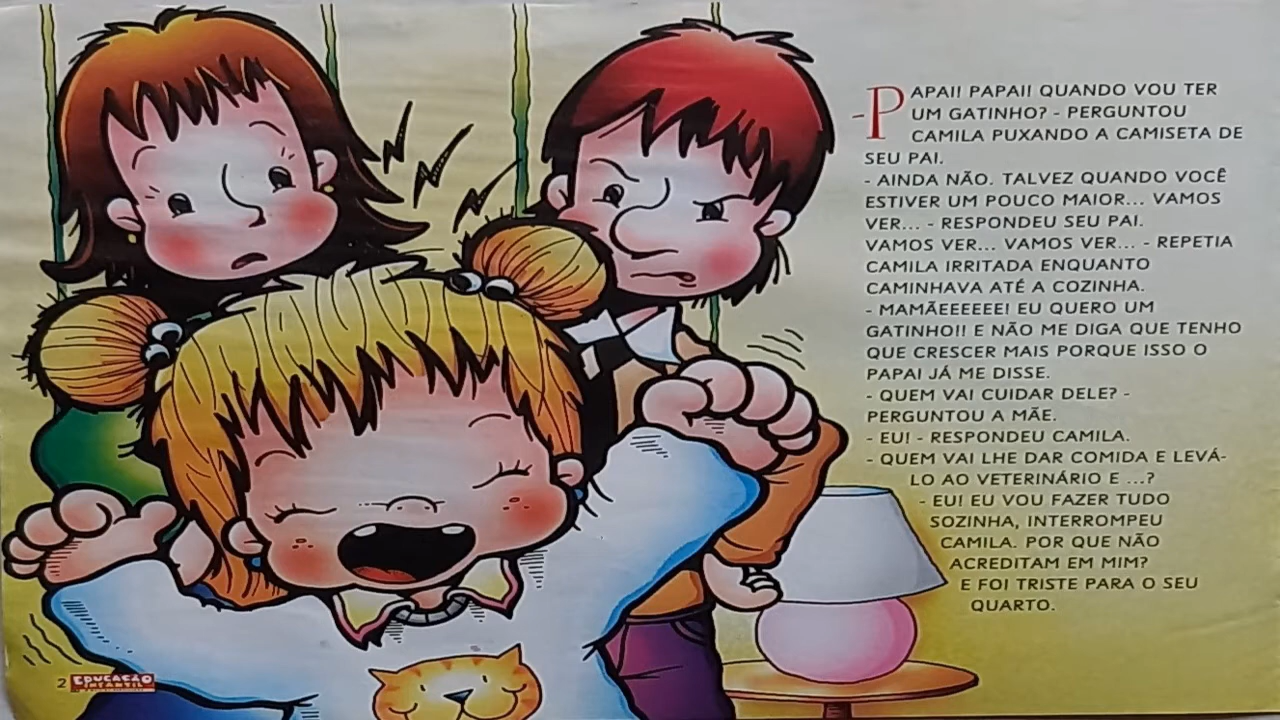 -PAPAI! PAPAI! QUANDO VOU TER
UM GATINHO? - PERGUNTOU
CAMILA PUXANDO A CAMISETA DE
SEU PAI.
- AINDA NÃO. TALVEZ QUANDO VOCÊ
ESTIVER UM POUCO MAIOR... VAMOS
VER... - RESPONDEU SEU PAI.
VAMOS VER... VAMOS VER... - REPETIA
CAMILA IRRITADA ENQUANTO
CAMINHAVA ATÉ A COZINHA.
- MAMÃEEEEEE! EU QUERO UM
GATINHO!! E NÃO ME DIGA QUE TENHO
QUE CRESCER MAIS PORQUE ISSO O
PAPAI JÁ ME DISSE.
- QUEM VAI CUIDAR DELE? -
PERGUNTOU A MÃE.
- EU! - RESPONDEU CAMILA.
- QUEM VAI LHE DAR COMIDA E LEVÁ-
LO AO VETERINÁRIO E ...?
- EU! EU VOU FAZER TUDO
SOZINHA, INTERROMPEU
CAMILA. POR QUE NÃO
ACREDITAM EM MIM?
E FOI TRISTE PARA O SEU
QUARTO.
2 EDUCAÇÃO
INFANTIL